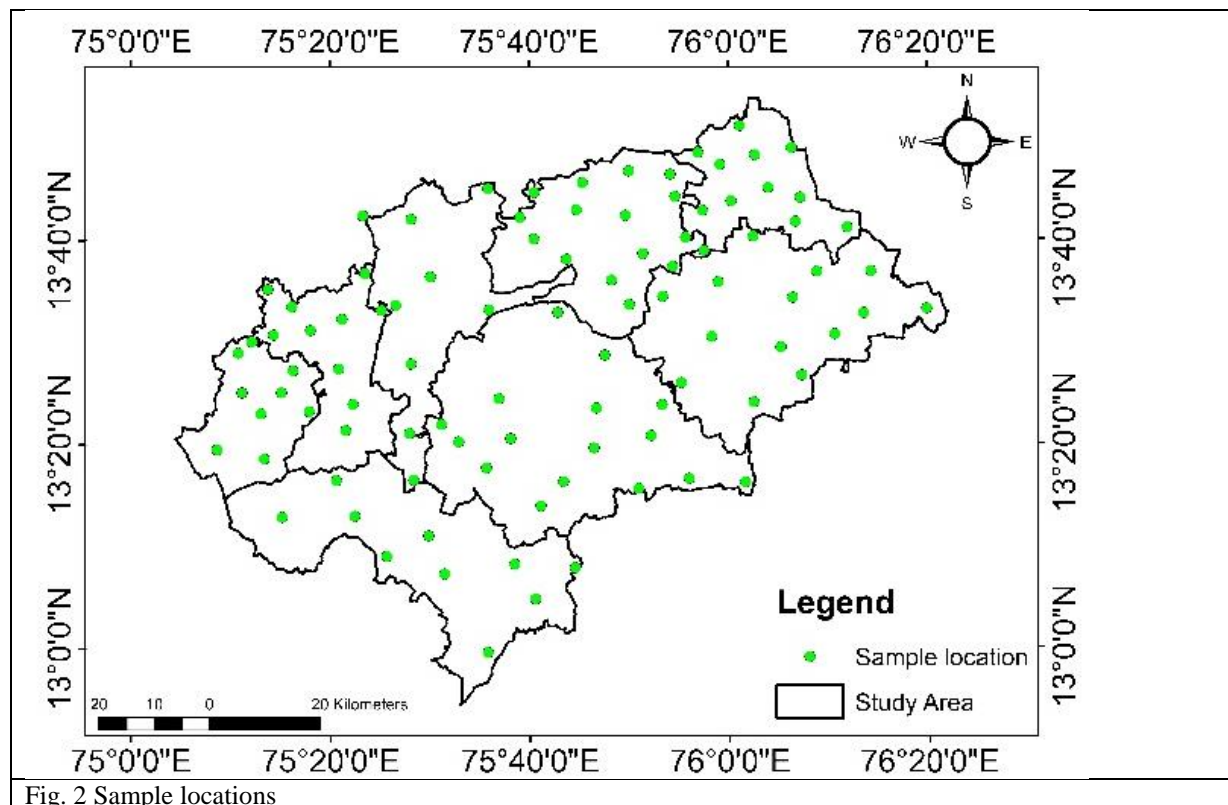 75°0'0"E 75°20'0"E 75°40'0"E 76°0'0"E 76°20'0"E
N
W E
S
13°40'0"N 13°40'0"N
13°20'0"N 13°20'0"N
13°0'0"N 13°0'0"N
Legend
Sample location
Study Area
20 10 0 20 Kilometers
75°0'0"E 75°20'0"E 75°40'0"E 76°0'0"E 76°20'0"E
Fig. 2 Sample locations